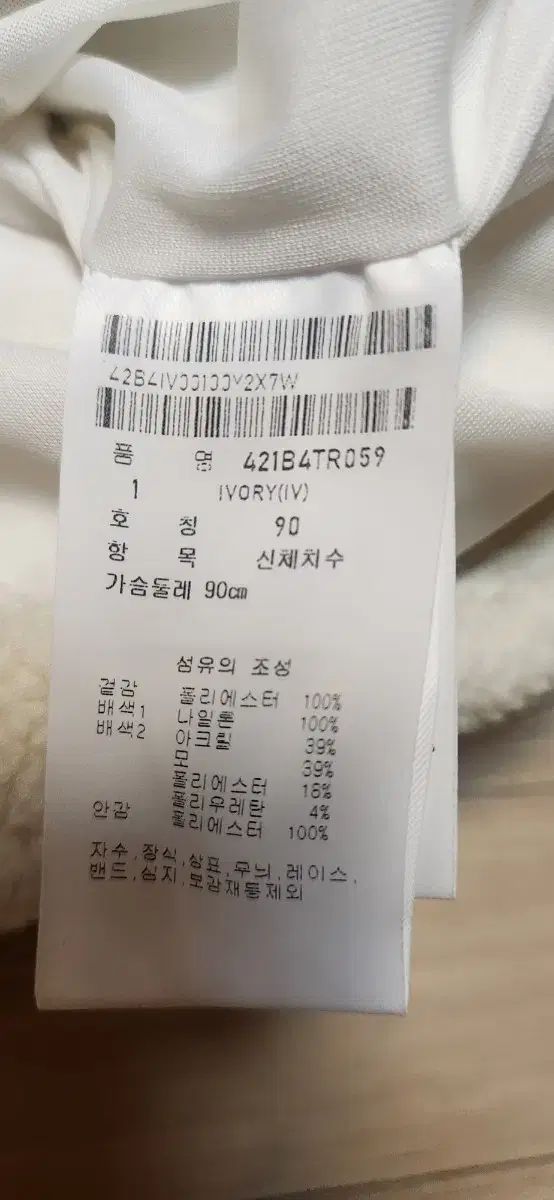 42B4IV00100Y2X7W
품 명 421B4TR059
1 IVORY(IV)
호 칭 90
항 목 신체치수
가슴둘레 90㎝
섬유의 조성
겉감 폴리에스터 100%
배색1 나일론 100%
배색2 아크릴 39%
모 39%
폴리에스터 18%
폴리우레탄 4%
안감 폴리에스터 100%
자수,장식,상표,무늬,레이스,
밴드,심지,보강재등제외